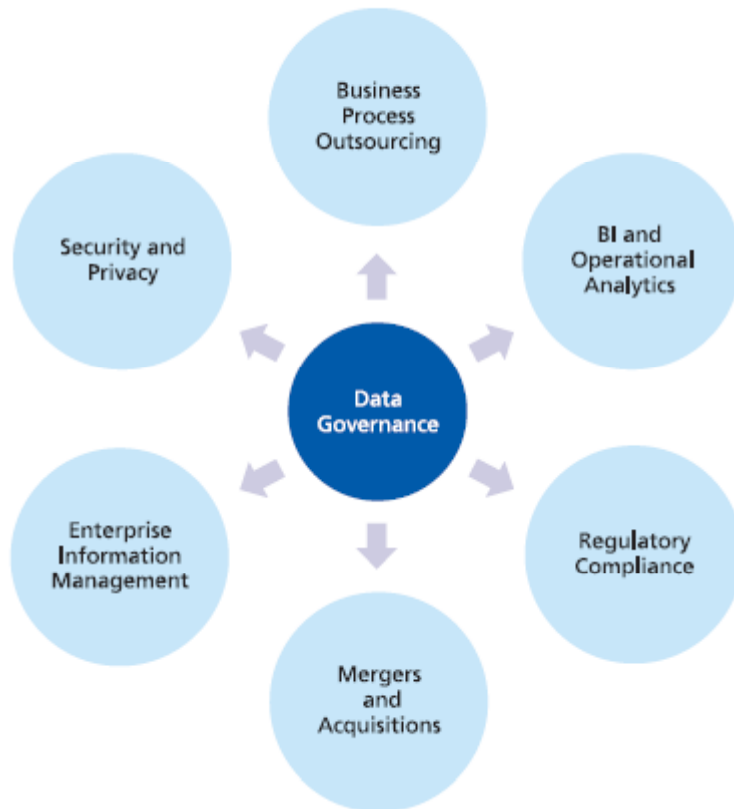 Business
Process
Outsourcing
Security and
Privacy
BI and
Operational
Analytics
Data
Governance
Enterprise
Information
Management
Regulatory
Compliance
Mergers
and
Acquisitions